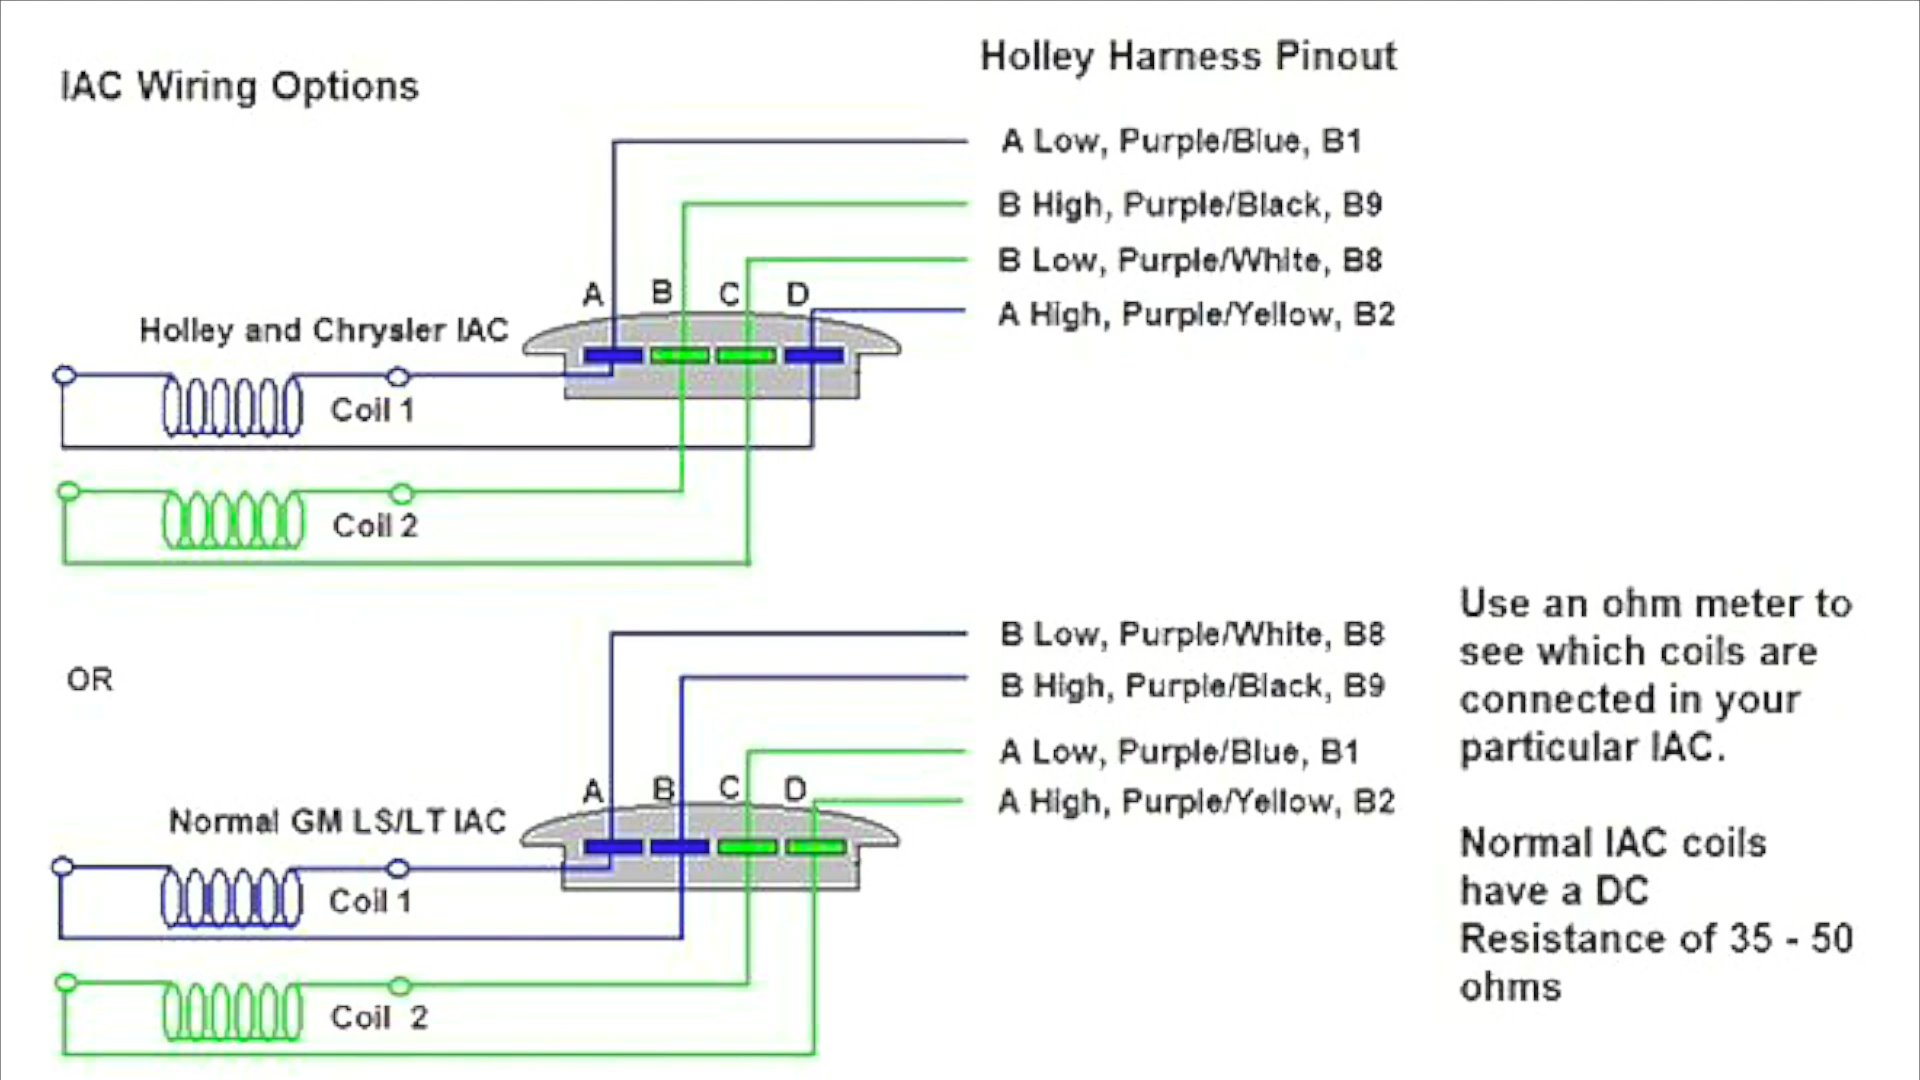 IAC Wiring Options
Holley Harness Pinout
A Low, Purple/Blue, B1
B High, Purple/Black, B9
B Low, Purple/White, B8
A High, Purple/Yellow, B2
A B C D
Holley and Chrysler IAC
Coil 1
Coil 2
OR
B Low, Purple/White, B8
B High, Purple/Black, B9
A Low, Purple/Blue, B1
A High, Purple/Yellow, B2
A B C D
Normal GM LS/LT IAC
Coil 1
Coil 2
Use an ohm meter to
see which coils are
connected in your
particular IAC.
Normal IAC coils
have a DC
Resistance of 35 - 50
ohms